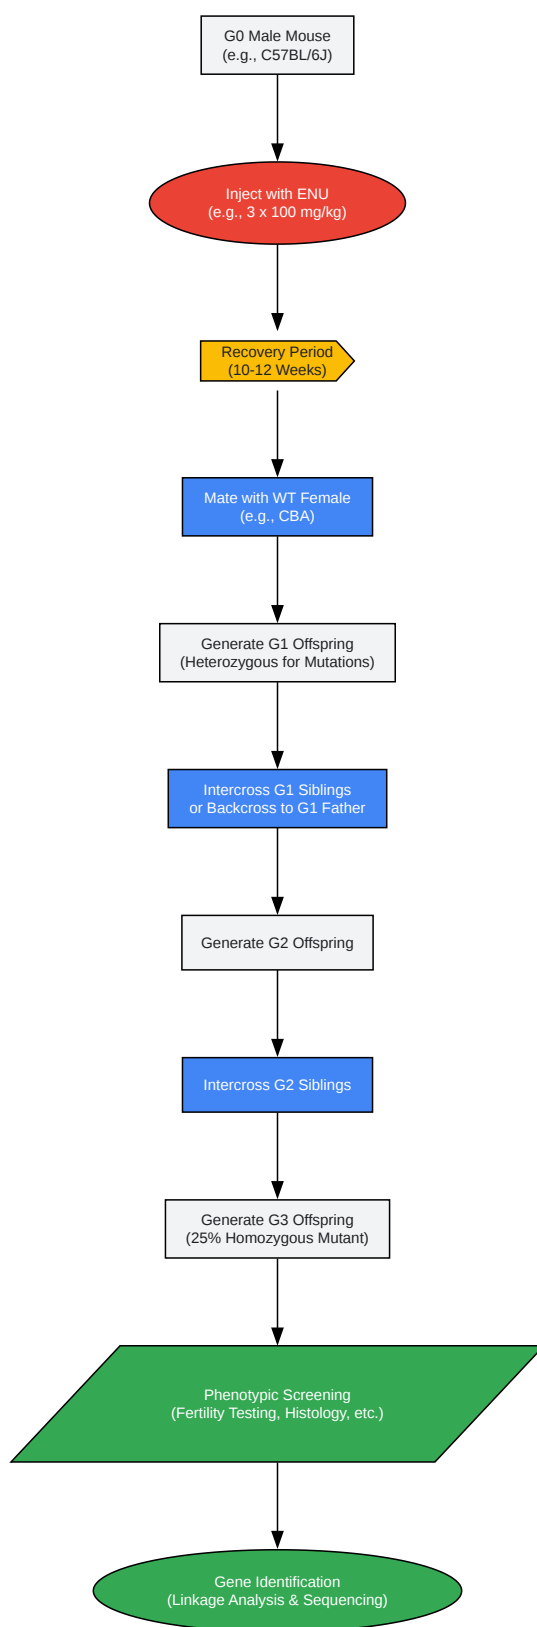 G0 Male Mouse
(e.g., C57BL/6J)
Inject with ENU
(e.g., 3 x 100 mg/kg)
Recovery Period
(10-12 Weeks)
Mate with WT Female
(e.g., CBA)
Generate G1 Offspring
(Heterozygous for Mutations)
Intercross G1 Siblings
or Backcross to G1 Father
Generate G2 Offspring
Intercross G2 Siblings
Generate G3 Offspring
(25% Homozygous Mutant)
Phenotypic Screening
(Fertility Testing, Histology, etc.)
Gene Identification
(Linkage Analysis & Sequencing)